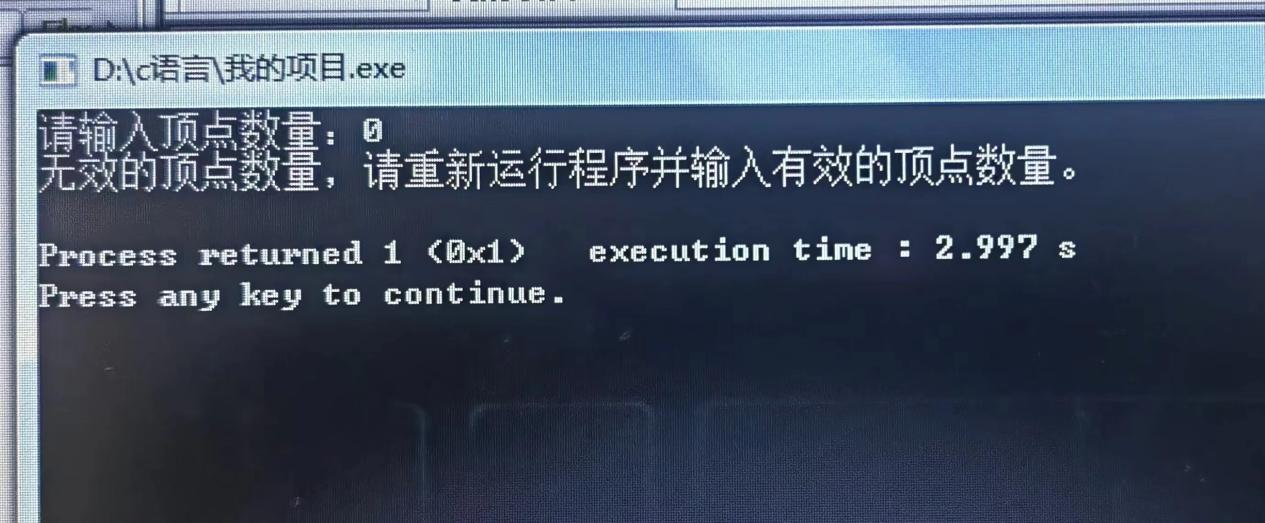 D:\c语言\我的项目.exe
请输入顶点数量：0
无效的顶点数量，请重新运行程序并输入有效的顶点数量。
Process returned 1 (0x1)   execution time : 2.997 s
Press any key to continue.